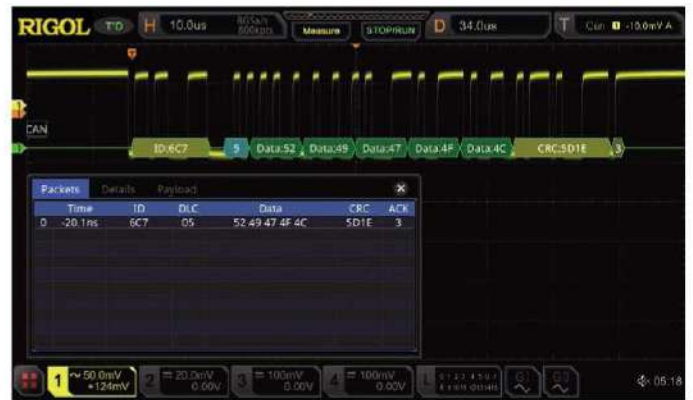 RIGOL T'D H 10.0us 600kpts Measure STOP/RUN D 34.0us T 1 -10.0mV A
CAN
ID:6C7 5 Data:52 Data:49 Data:47 Data:4F Data:4C CRC:5D1E 3
Packets Details Payload
Time ID DLC Data CRC ACK
0 -20.1ns 6C7 05 52 49 47 4F 4C 5D1E 3
1 50.0mV 2 20.0mV 3 100mV 4 100mV L
+124mV 0.00V 0.00V 0.00V
05:18